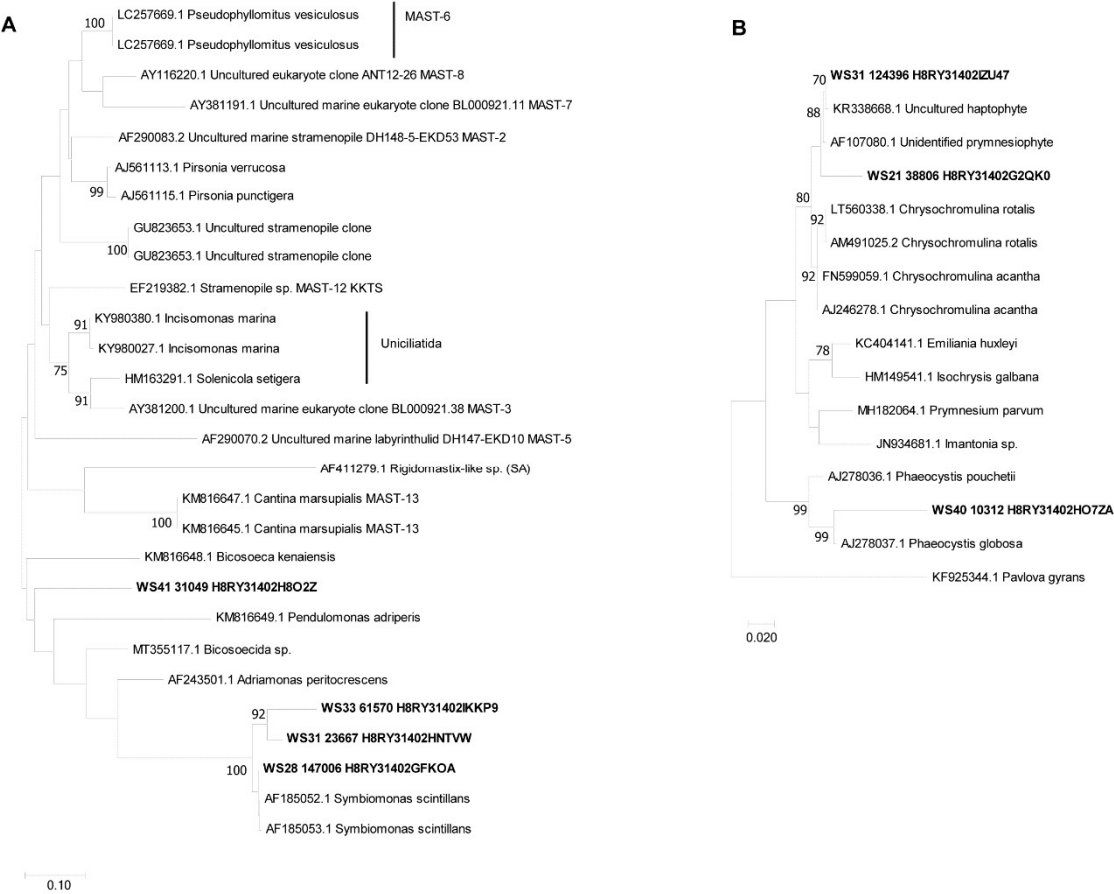 A
100
LC257669.1 Pseudophyllomitus vesiculosus
MAST-6
LC257669.1 Pseudophyllomitus vesiculosus
AY116220.1 Uncultured eukaryote clone ANT12-26 MAST-8
AY381191.1 Uncultured marine eukaryote clone BL000921.11 MAST-7
AF290083.2 Uncultured marine stramenopile DH148-5-EKD53 MAST-2
AJ561113.1 Pirsonia verrucosa
99
AJ561115.1 Pirsonia punctigera
GU823653.1 Uncultured stramenopile clone
100
GU823653.1 Uncultured stramenopile clone
EF219382.1 Stramenopile sp. MAST-12 KKTS
91
KY980380.1 Incisomonas marina
KY980027.1 Incisomonas marina
Uniciliatida
75
HM163291.1 Solenicola setigera
91
AY381200.1 Uncultured marine eukaryote clone BL000921.38 MAST-3
AF290070.2 Uncultured marine labyrinthulid DH147-EKD10 MAST-5
AF411279.1 Rigidomastix-like sp. (SA)
KM816647.1 Cantina marsupialis MAST-13
100
KM816645.1 Cantina marsupialis MAST-13
KM816648.1 Bicosoeca kenaiensis
WS41 31049 H8RY31402H8O2Z
KM816649.1 Pendulomonas adriperis
MT355117.1 Bicosoecida sp.
AF243501.1 Adriamonas peritocrescens
92
WS33 61570 H8RY31402IKKP9
WS31 23667 H8RY31402HNTVW
100
WS28 147006 H8RY31402GFKOA
AF185052.1 Symbiomonas scintillans
AF185053.1 Symbiomonas scintillans
0.10
B
70
WS31 124396 H8RY31402IZU47
KR338668.1 Uncultured haptophyte
88
AF107080.1 Unidentified prymnesiophyte
WS21 38806 H8RY31402G2QK0
80
LT560338.1 Chrysochromulina rotalis
92
AM491025.2 Chrysochromulina rotalis
92
FN599059.1 Chrysochromulina acantha
AJ246278.1 Chrysochromulina acantha
KC404141.1 Emiliania huxleyi
78
HM149541.1 Isochrysis galbana
MH182064.1 Prymnesium parvum
JN934681.1 Imantonia sp.
AJ278036.1 Phaeocystis pouchetii
99
WS40 10312 H8RY31402HO7ZA
99
AJ278037.1 Phaeocystis globosa
KF925344.1 Pavlova gyrans
0.020